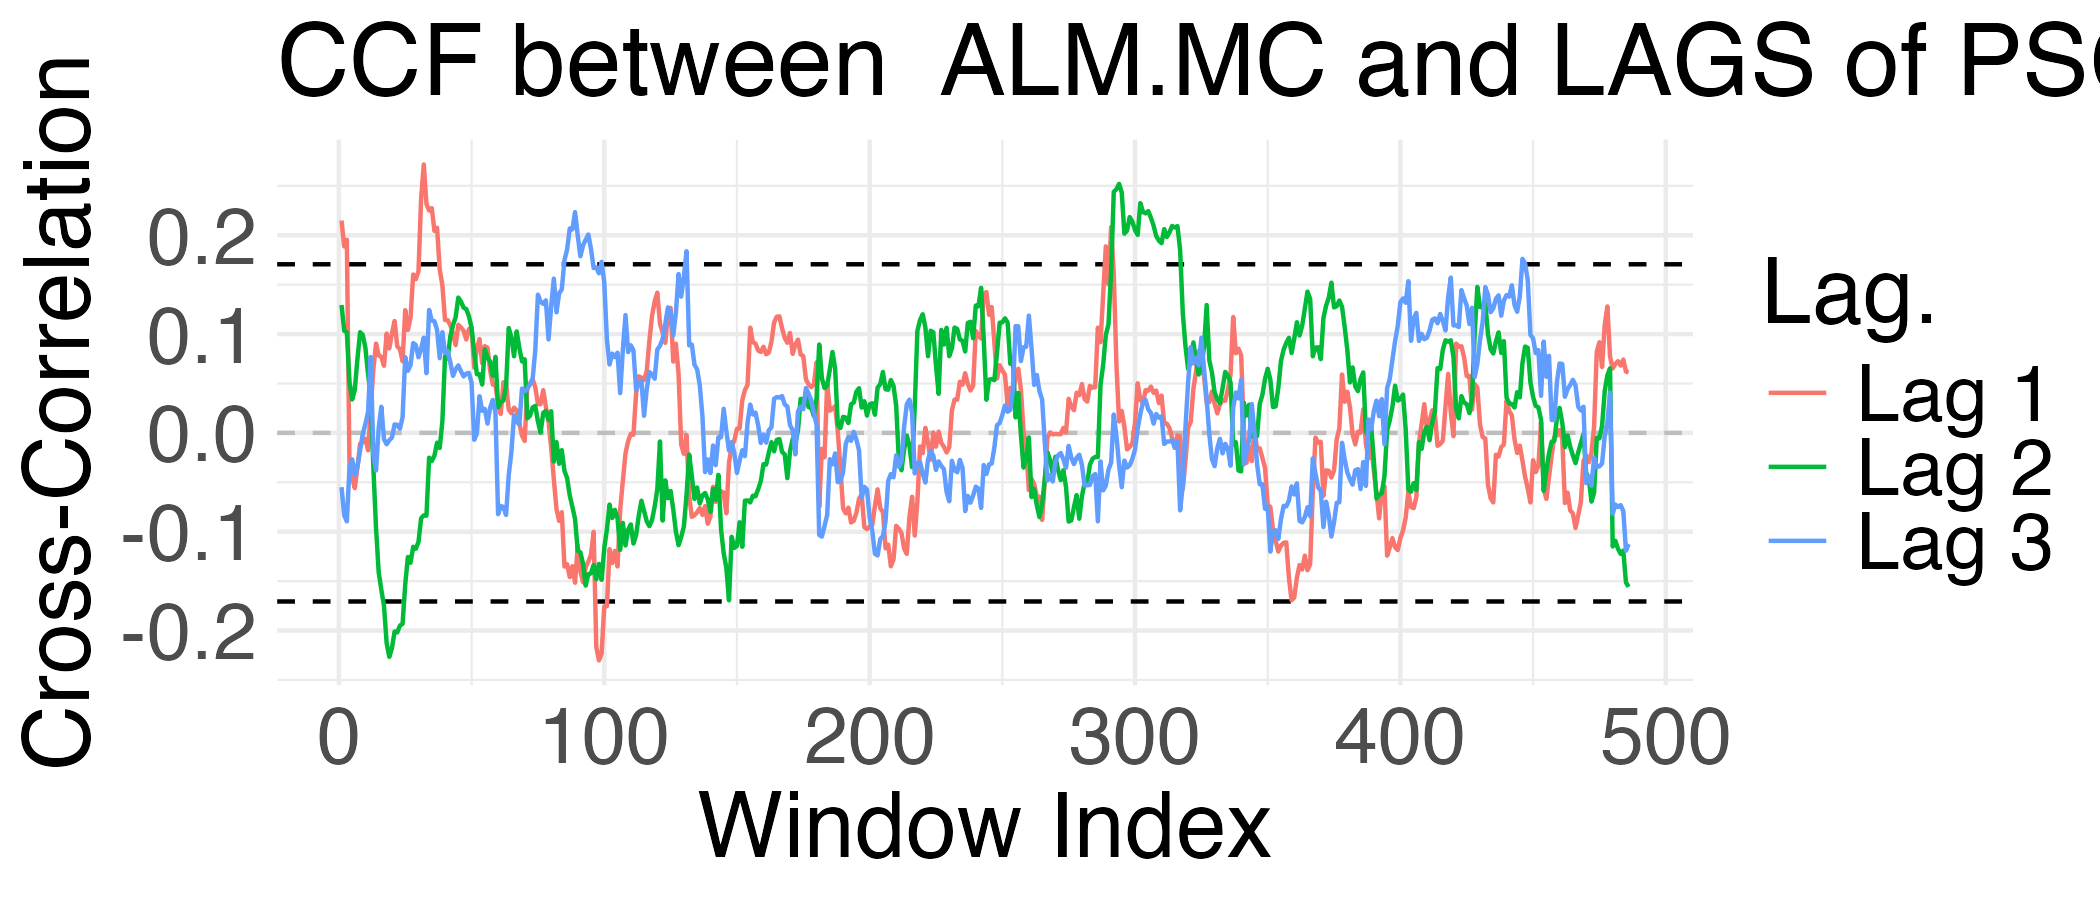 CCF between  ALM.MC and LAGS of PS
Cross-Correlation
0.2
0.1
0.0
-0.1
-0.2
0 100 200 300 400 500
Window Index
Lag.
Lag 1
Lag 2
Lag 3